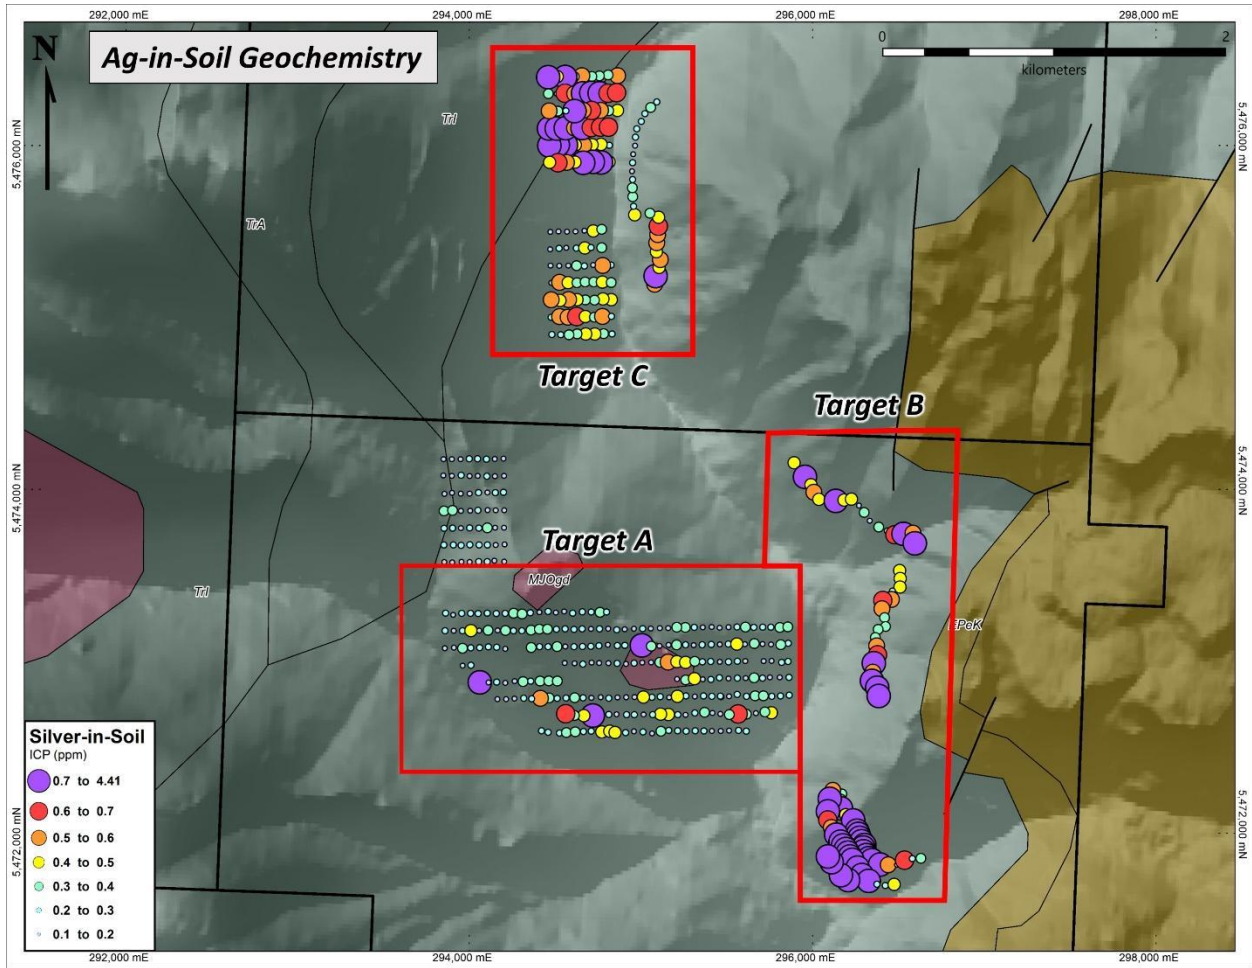 292,000 mE
294,000 mE
296,000 mE
298,000 mE
N
Ag-in-Soil Geochemistry
0
2
kilometers
TrI
5,476,000 mN
5,476,000 mN
TrA
Target C
Target B
5,474,000 mN
5,474,000 mN
Target A
MJOgd
TrI
EPeK
Silver-in-Soil
ICP (ppm)
0.7 to 4.41
0.6 to 0.7
0.5 to 0.6
0.4 to 0.5
0.3 to 0.4
0.2 to 0.3
0.1 to 0.2
5,472,000 mN
5,472,000 mN
292,000 mE
294,000 mE
296,000 mE
298,000 mE